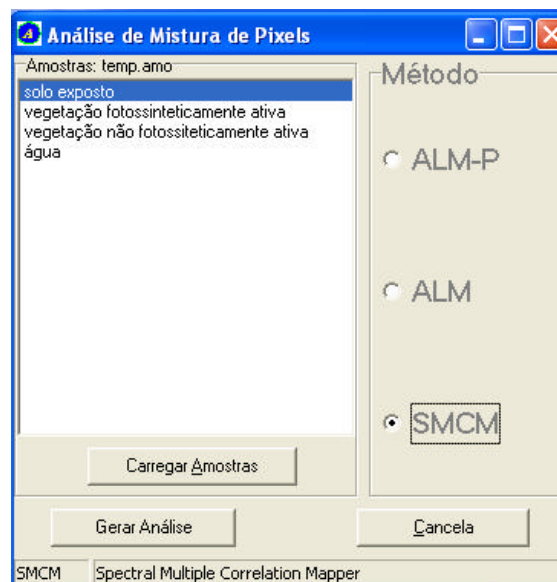 Análise de Mistura de Pixels
Amostras: temp.amo
solo exposto
vegetação fotossinteticamente ativa
vegetação não fotossiteticamente ativa
água
Carregar Amostras
Método
ALM-P
ALM
SMCM
Gerar Análise
Cancela
SMCM
Spectral Multiple Correlation Mapper